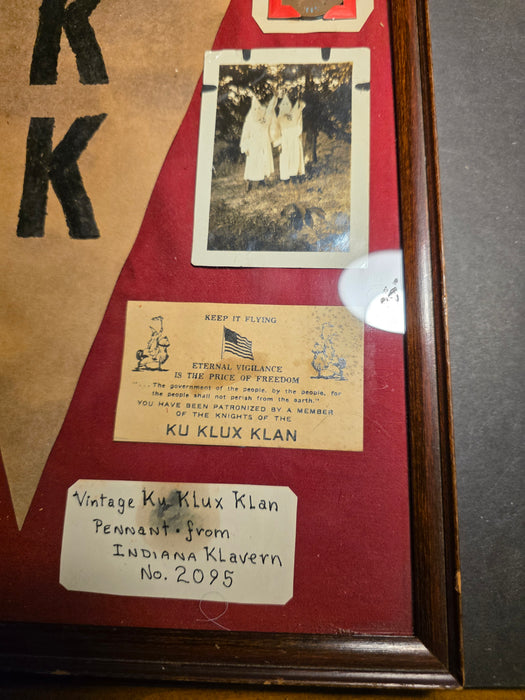 K
K
KEEP IT FLYING
ETERNAL VIGILANCE
IS THE PRICE OF FREEDOM
"... The government of the people, by the people, for
the people shall not perish from the earth."
YOU HAVE BEEN PATRONIZED BY A MEMBER
OF THE KNIGHTS OF THE
KU KLUX KLAN
Vintage Ku Klux Klan
Pennant · from
Indiana Klavern
No. 2095